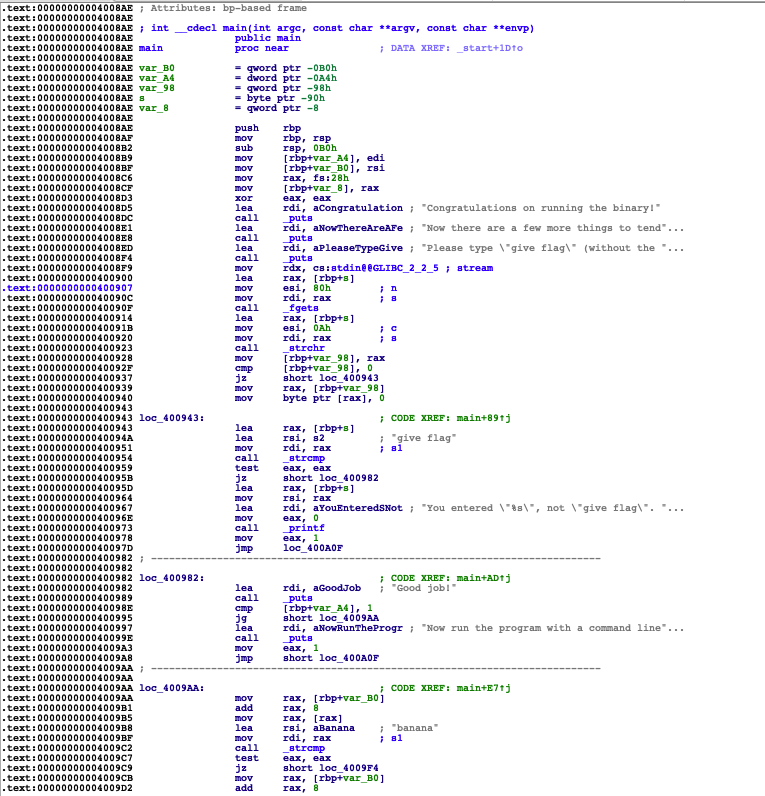 .text:00000000004008AE ; Attributes: bp-based frame
.text:00000000004008AE
.text:00000000004008AE ; int __cdecl main(int argc, const char **argv, const char **envp)
.text:00000000004008AE public main
.text:00000000004008AE main proc near ; DATA XREF: _start+1D↑o
.text:00000000004008AE
.text:00000000004008AE var_B0 = qword ptr -0B0h
.text:00000000004008AE var_A4 = dword ptr -0A4h
.text:00000000004008AE var_98 = qword ptr -98h
.text:00000000004008AE s = byte ptr -90h
.text:00000000004008AE var_8 = qword ptr -8
.text:00000000004008AE
.text:00000000004008AE push rbp
.text:00000000004008AF mov rbp, rsp
.text:00000000004008B2 sub rsp, 0B0h
.text:00000000004008B9 mov [rbp+var_A4], edi
.text:00000000004008BF mov [rbp+var_B0], rsi
.text:00000000004008C6 mov rax, fs:28h
.text:00000000004008CF mov [rbp+var_8], rax
.text:00000000004008D3 xor eax, eax
.text:00000000004008D5 lea rdi, aCongratulation ; "Congratulations on running the binary!"
.text:00000000004008DC call _puts
.text:00000000004008E1 lea rdi, aNowThereAreAFe ; "Now there are a few more things to tend"...
.text:00000000004008E8 call _puts
.text:00000000004008ED lea rdi, aPleaseTypeGive ; "Please type \"give flag\" (without the "...
.text:00000000004008F4 call _puts
.text:00000000004008F9 mov rdx, cs:stdin@@GLIBC_2_2_5 ; stream
.text:0000000000400900 lea rax, [rbp+s]
.text:0000000000400907 mov esi, 80h ; n
.text:000000000040090C mov rdi, rax ; s
.text:000000000040090F call _fgets
.text:0000000000400914 lea rax, [rbp+s]
.text:000000000040091B mov esi, 0Ah ; c
.text:0000000000400920 mov rdi, rax ; s
.text:0000000000400923 call _strchr
.text:0000000000400928 mov [rbp+var_98], rax
.text:000000000040092F cmp [rbp+var_98], 0
.text:0000000000400937 jz short loc_400943
.text:0000000000400939 mov rax, [rbp+var_98]
.text:0000000000400940 mov byte ptr [rax], 0
.text:0000000000400943
.text:0000000000400943 loc_400943: ; CODE XREF: main+89↑j
.text:0000000000400943 lea rax, [rbp+s]
.text:000000000040094A lea rsi, s2 ; "give flag"
.text:0000000000400951 mov rdi, rax ; s1
.text:0000000000400954 call _strcmp
.text:0000000000400959 test eax, eax
.text:000000000040095B jz short loc_400982
.text:000000000040095D lea rax, [rbp+s]
.text:0000000000400964 mov rsi, rax
.text:0000000000400967 lea rdi, aYouEnteredSNot ; "You entered \"%s\", not \"give flag\". "...
.text:000000000040096E mov eax, 0
.text:0000000000400973 call _printf
.text:0000000000400978 mov eax, 1
.text:000000000040097D jmp loc_400A0F
.text:0000000000400982 ; ---------------------------------------------------------------------------
.text:0000000000400982
.text:0000000000400982 loc_400982: ; CODE XREF: main+AD↑j
.text:0000000000400982 lea rdi, aGoodJob ; "Good job!"
.text:0000000000400989 call _puts
.text:000000000040098E cmp [rbp+var_A4], 1
.text:0000000000400995 jg short loc_4009AA
.text:0000000000400997 lea rdi, aNowRunTheProgr ; "Now run the program with a command line"...
.text:000000000040099E call _puts
.text:00000000004009A3 mov eax, 1
.text:00000000004009A8 jmp short loc_400A0F
.text:00000000004009AA ; ---------------------------------------------------------------------------
.text:00000000004009AA
.text:00000000004009AA loc_4009AA: ; CODE XREF: main+E7↑j
.text:00000000004009AA mov rax, [rbp+var_B0]
.text:00000000004009B1 add rax, 8
.text:00000000004009B5 mov rax, [rax]
.text:00000000004009B8 lea rsi, aBanana ; "banana"
.text:00000000004009BF mov rdi, rax ; s1
.text:00000000004009C2 call _strcmp
.text:00000000004009C7 test eax, eax
.text:00000000004009C9 jz short loc_4009F4
.text:00000000004009CB mov rax, [rbp+var_B0]
.text:00000000004009D2 add rax, 8